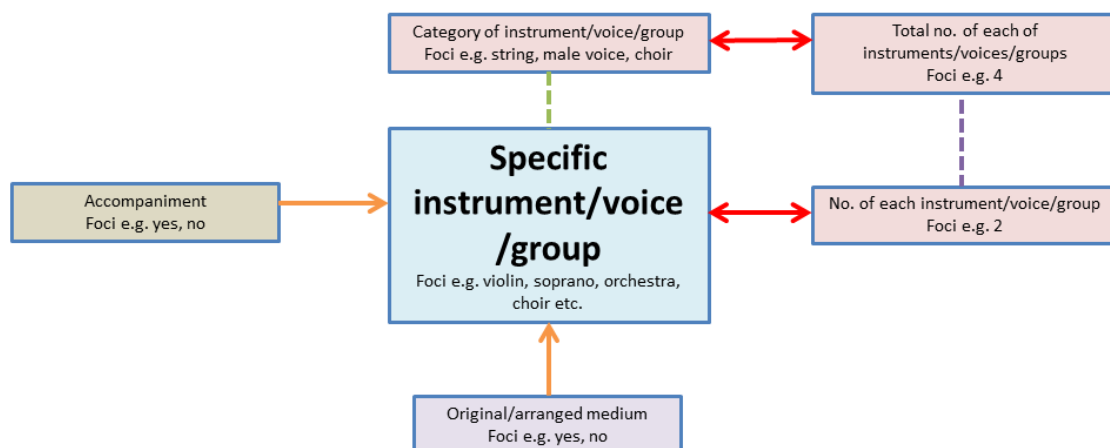 Category of instrument/voice/group
Foci e.g. string, male voice, choir
Total no. of each of
instruments/voices/groups
Foci e.g. 4
Specific
instrument/voice
/group
Foci e.g. violin, soprano, orchestra,
choir etc.
Accompaniment
Foci e.g. yes, no
No. of each instrument/voice/group
Foci e.g. 2
Original/arranged medium
Foci e.g. yes, no